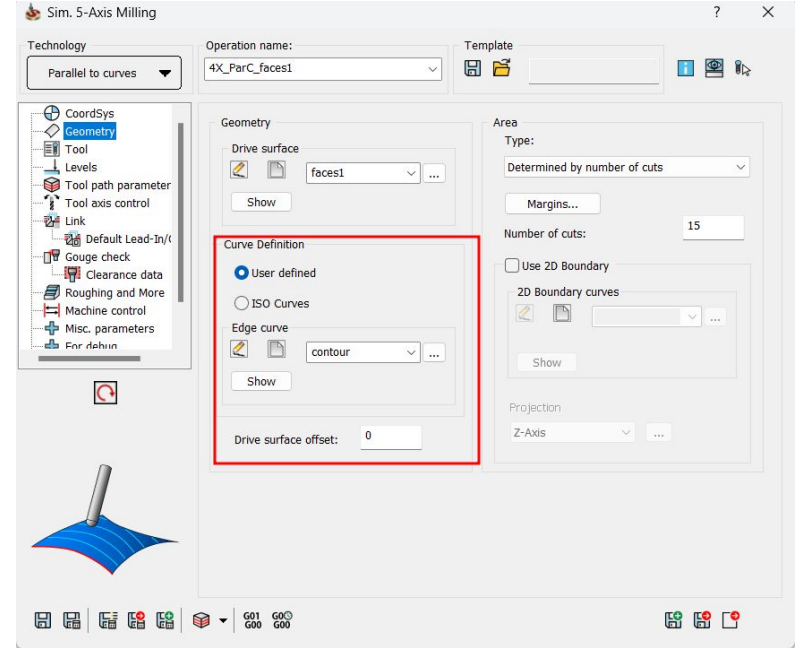 Sim. 5-Axis Milling
? X
Technology
Parallel to curves
Operation name:
4X_ParC_faces1
Template
CoordSys
Geometry
Tool
Levels
Tool path parameter
Tool axis control
Link
Default Lead-In/
Gouge check
Clearance data
Roughing and More
Machine control
Misc. parameters
For debug
Geometry
Drive surface
faces1
...
Show
Curve Definition
User defined
ISO Curves
Edge curve
contour
...
Show
Drive surface offset:
0
Area
Type:
Determined by number of cuts
Margins...
Number of cuts:
15
Use 2D Boundary
2D Boundary curves
...
Show
Projection
Z-Axis
...
G01
G00
G00
G00